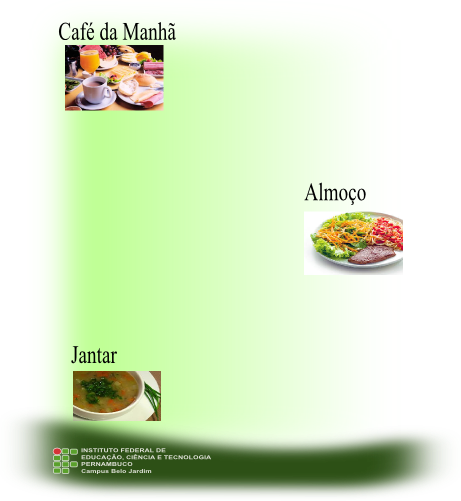 Café da Manhã
Almoço
Jantar
INSTITUTO FEDERAL DE
EDUCAÇÃO, CIÊNCIA E TECNOLOGIA
PERNAMBUCO
Campus Belo Jardim